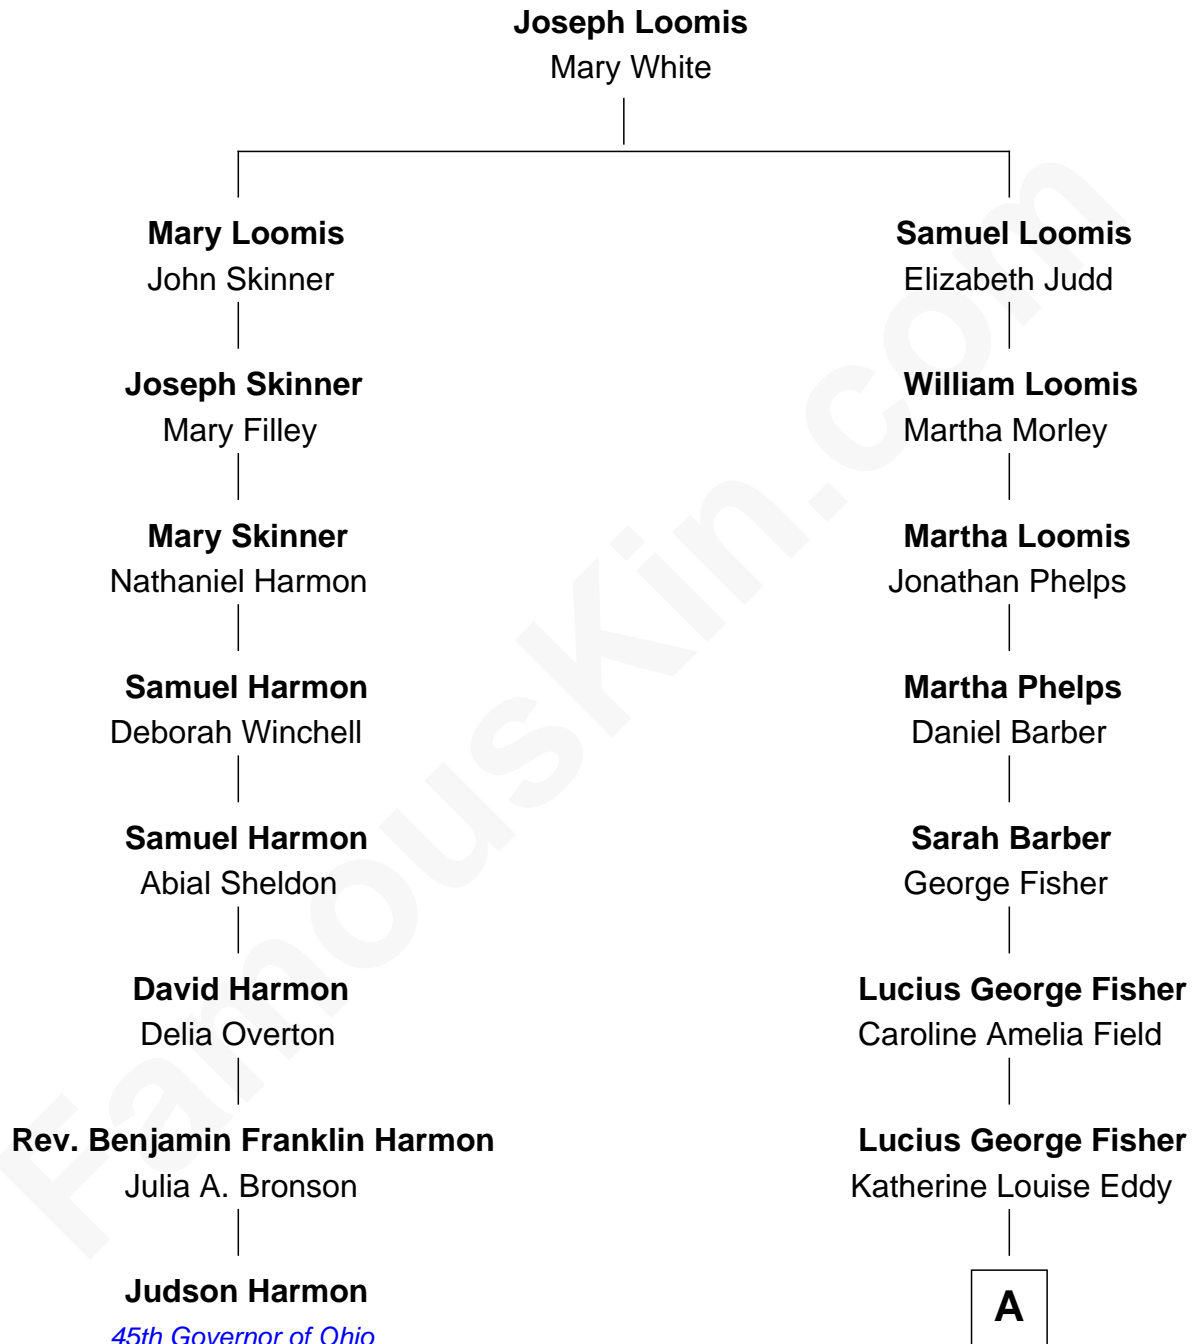 Joseph Loomis
Mary White
Mary Loomis
John Skinner
Joseph Skinner
Mary Filley
Mary Skinner
Nathaniel Harmon
Samuel Harmon
Deborah Winchell
Samuel Harmon
Abial Sheldon
David Harmon
Delia Overton
Rev. Benjamin Franklin Harmon
Julia A. Bronson
Judson Harmon
45th Governor of Ohio
Samuel Loomis
Elizabeth Judd
William Loomis
Martha Morley
Martha Loomis
Jonathan Phelps
Martha Phelps
Daniel Barber
Sarah Barber
George Fisher
Lucius George Fisher
Caroline Amelia Field
Lucius George Fisher
Katherine Louise Eddy
A
FamousKin.com